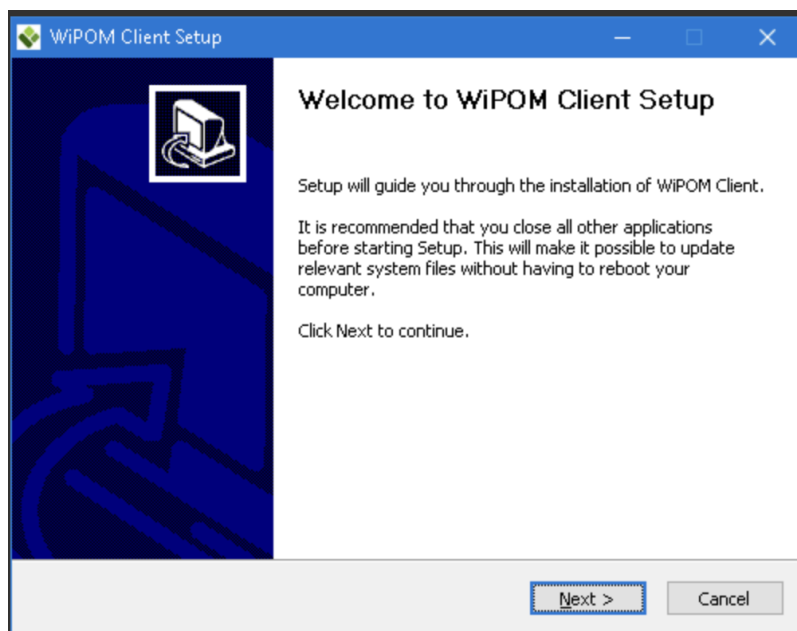 WiPOM Client Setup
Welcome to WiPOM Client Setup
Setup will guide you through the installation of WiPOM Client.
It is recommended that you close all other applications
before starting Setup. This will make it possible to update
relevant system files without having to reboot your
computer.
Click Next to continue.
Next >
Cancel